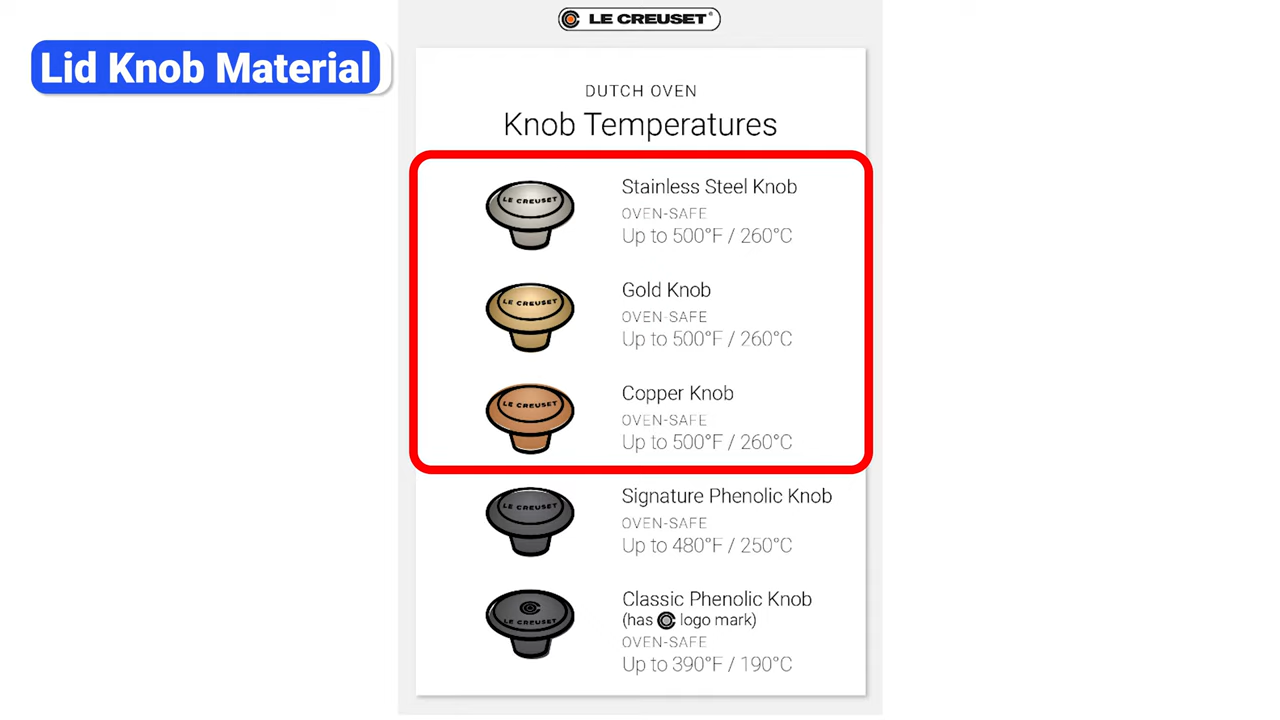 LE CREUSET®
Lid Knob Material
DUTCH OVEN
Knob Temperatures
LE CREUSET
Stainless Steel Knob
OVEN-SAFE
Up to 500°F / 260°C
LE CREUSET
Gold Knob
OVEN-SAFE
Up to 500°F / 260°C
LE CREUSET
Copper Knob
OVEN-SAFE
Up to 500°F / 260°C
LE CREUSET
Signature Phenolic Knob
OVEN-SAFE
Up to 480°F / 250°C
LE CREUSET
Classic Phenolic Knob
(has logo mark)
OVEN-SAFE
Up to 390°F / 190°C